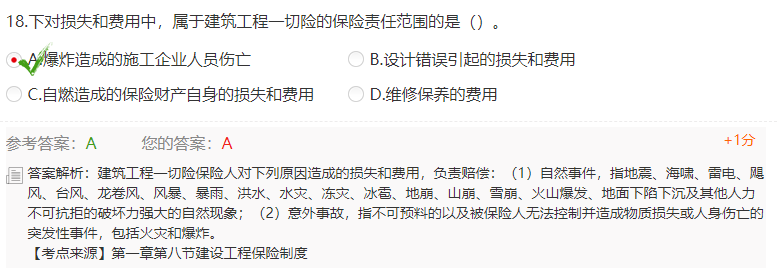 18.下对损失和费用中，属于建筑工程一切险的保险责任范围的是（）。
A.爆炸造成的施工企业人员伤亡
B.设计错误引起的损失和费用
C.自燃造成的保险财产自身的损失和费用
D.维修保养的费用
参考答案：A 您的答案：A +1分
答案解析：建筑工程一切险保险人对下列原因造成的损失和费用，负责赔偿：（1）自然事件，指地震、海啸、雷电、飓
风、台风、龙卷风、风暴、暴雨、洪水、水灾、冻灾、冰雹、地崩、山崩、雪崩、火山爆发、地面下陷下沉及其他人力
不可抗拒的破坏力强大的自然现象；（2）意外事故，指不可预料的以及被保险人无法控制并造成物质损失或人身伤亡的
突发性事件，包括火灾和爆炸。
【考点来源】第一章第八节建设工程保险制度